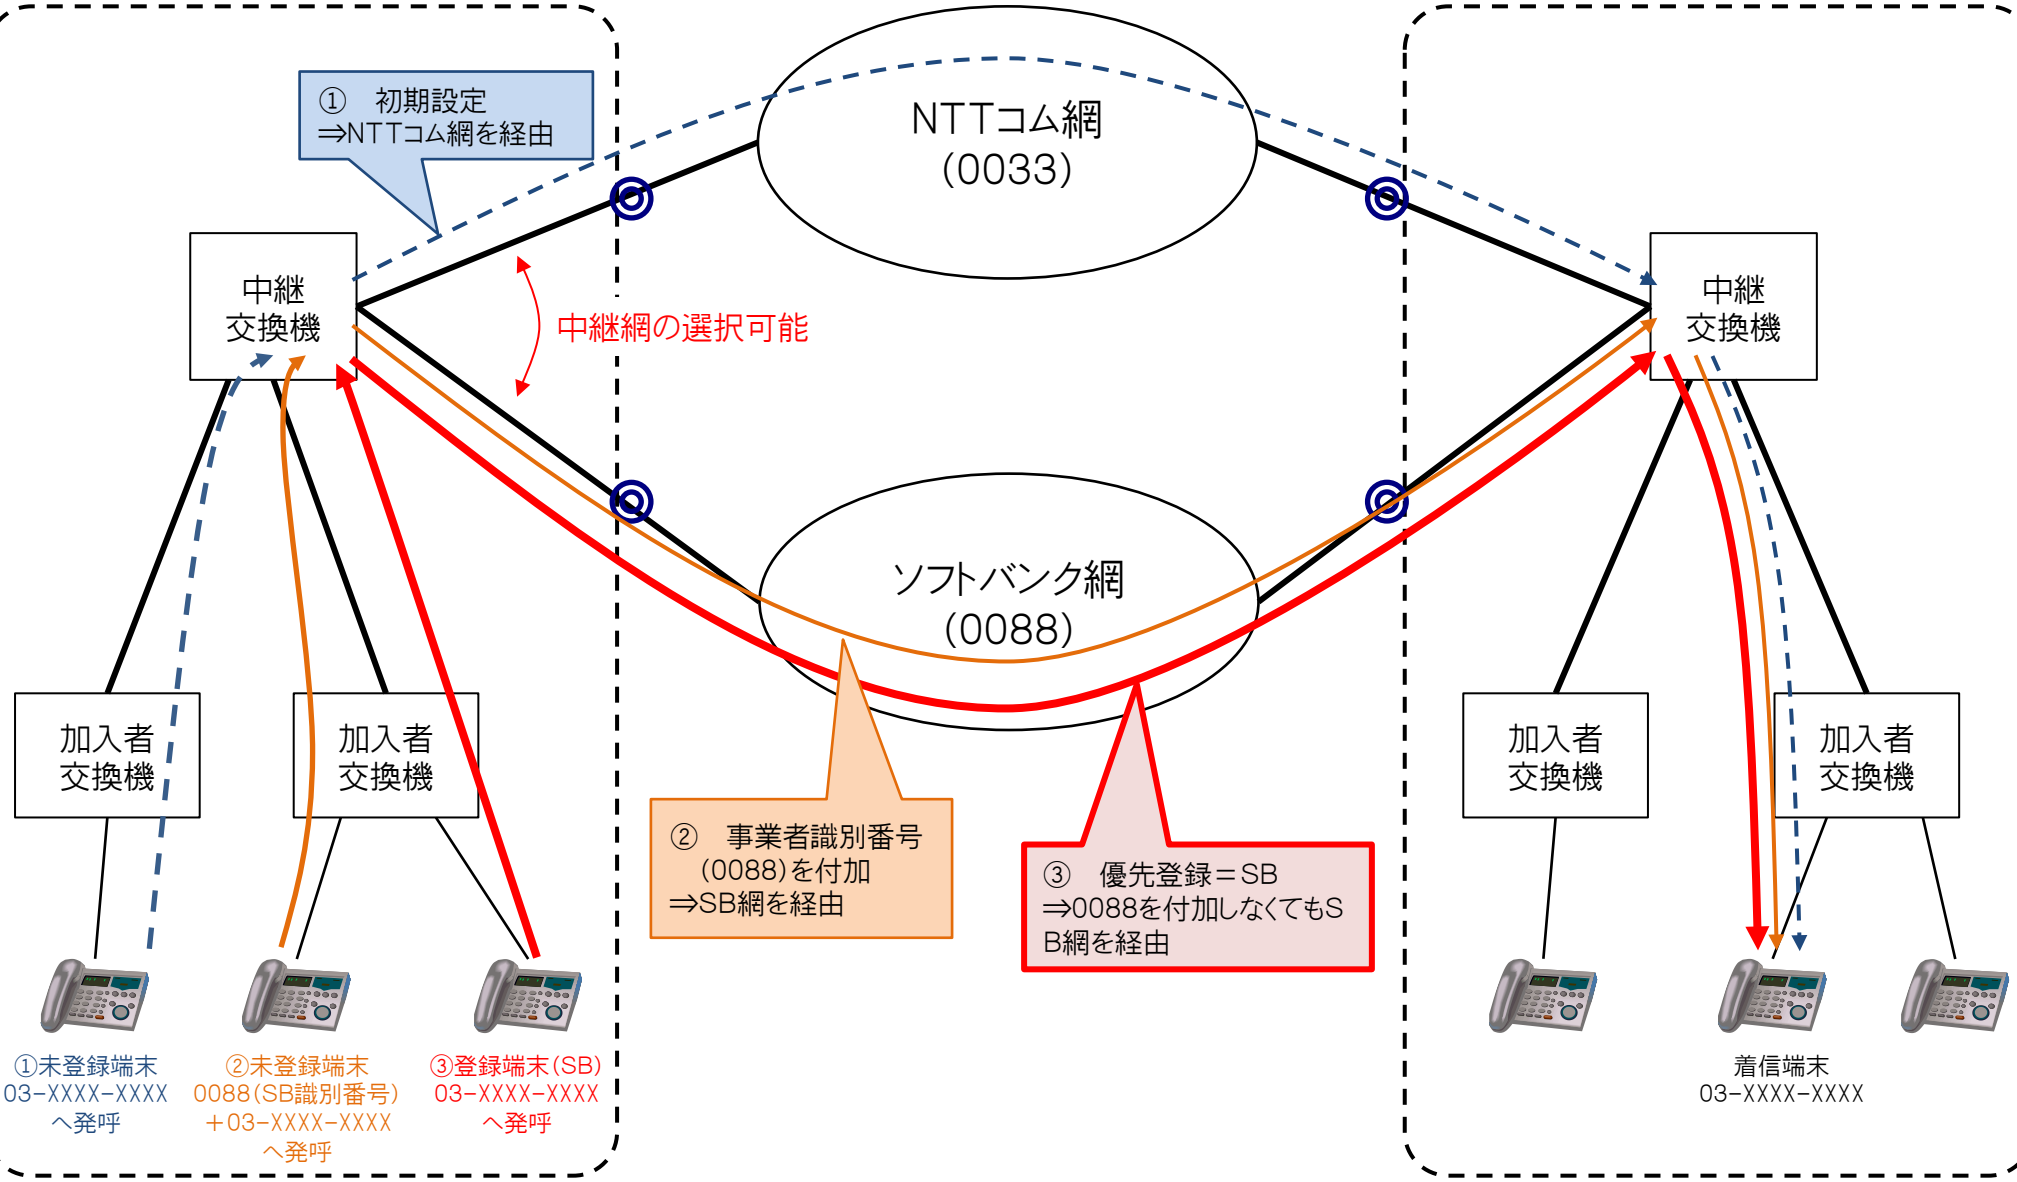 ① 初期設定
⇒NTTコム網を経由
NTTコム網
(0033)
中継
交換機
中継網の選択可能
中継
交換機
ソフトバンク網
(0088)
加入者
交換機
加入者
交換機
② 事業者識別番号
(0088)を付加
⇒SB網を経由
③ 優先登録=SB
⇒0088を付加しなくてもS
B網を経由
加入者
交換機
加入者
交換機
①未登録端末
03-XXXX-XXXX
へ発呼
②未登録端末
0088(SB識別番号)
+03-XXXX-XXXX
へ発呼
③登録端末(SB)
03-XXXX-XXXX
へ発呼
着信端末
03-XXXX-XXXX